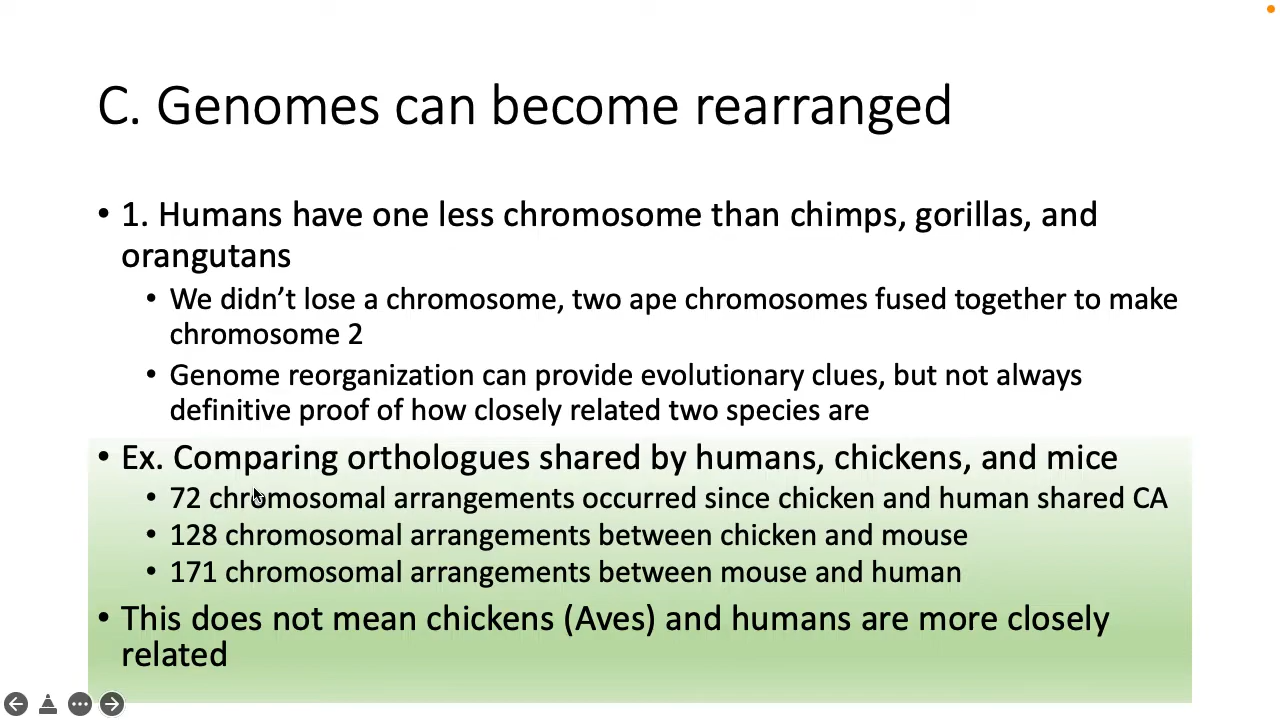 C. Genomes can become rearranged
• 1. Humans have one less chromosome than chimps, gorillas, and
orangutans
• We didn’t lose a chromosome, two ape chromosomes fused together to make
chromosome 2
• Genome reorganization can provide evolutionary clues, but not always
definitive proof of how closely related two species are
• Ex. Comparing orthologues shared by humans, chickens, and mice
• 72 chromosomal arrangements occurred since chicken and human shared CA
• 128 chromosomal arrangements between chicken and mouse
• 171 chromosomal arrangements between mouse and human
• This does not mean chickens (Aves) and humans are more closely
related